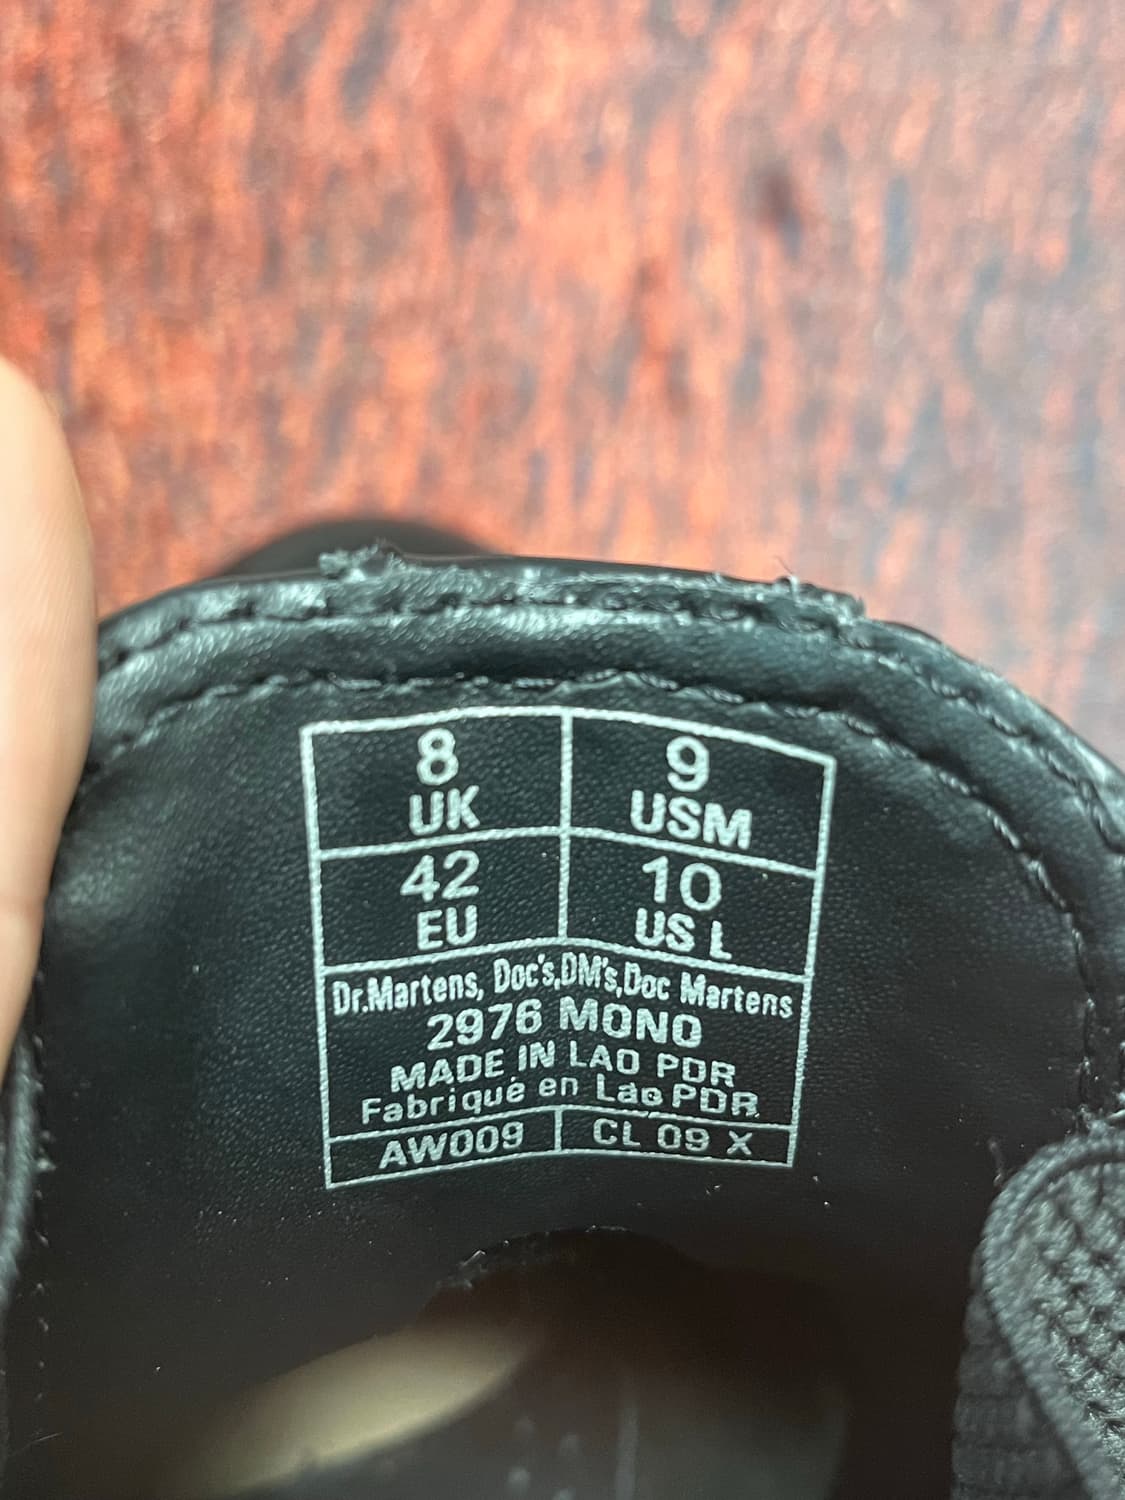 8 9
UK USM
42 10
EU US L
Dr.Martens, Doc's,DM's,Doc Martens
2976 MONO
MADE IN LAO PDR
Fabriqué en Lao PDR
AW009 CL 09 X